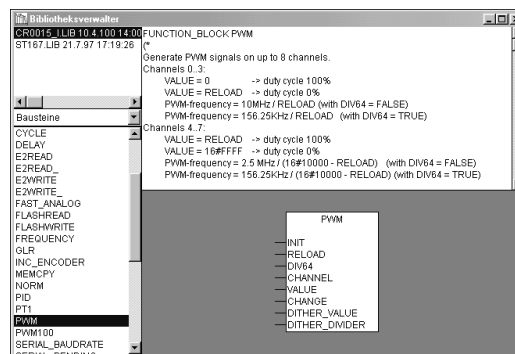 Bibliotheksverwalter
CR0015_I.LIB 10.4.100 14:00
ST167.LIB 21.7.97 17:19:26
FUNCTION_BLOCK PWM
(*
Generate PWM signals on up to 8 channels.
Channels 0..3:
VALUE = 0 -> duty cycle 100%
VALUE = RELOAD -> duty cycle 0%
PWM-frequency = 10MHz / RELOAD (with DIV64 = FALSE)
PWM-frequency = 156.25KHz / RELOAD (with DIV64 = TRUE)
Channels 4..7:
VALUE = RELOAD -> duty cycle 100%
VALUE = 16#FFFF -> duty cycle 0%
PWM-frequency = 2.5 MHz / (16#10000 - RELOAD) (with DIV64 = FALSE)
PWM-frequency = 156.25KHz / (16#10000 - RELOAD) (with DIV64 = TRUE)
Bausteine
CYCLE
DELAY
E2READ
E2READ_
E2WRITE
E2WRITE_
FAST_ANALOG
FLASHREAD
FLASHWRITE
FREQUENCY
GLR
INC_ENCODER
MEMCPY
NORM
PID
PT1
PWM
PWM100
SERIAL_BAUDRATE
SERIAL_PENDING
PWM
INIT
RELOAD
DIV64
CHANNEL
VALUE
CHANGE
DITHER_VALUE
DITHER_DIVIDER